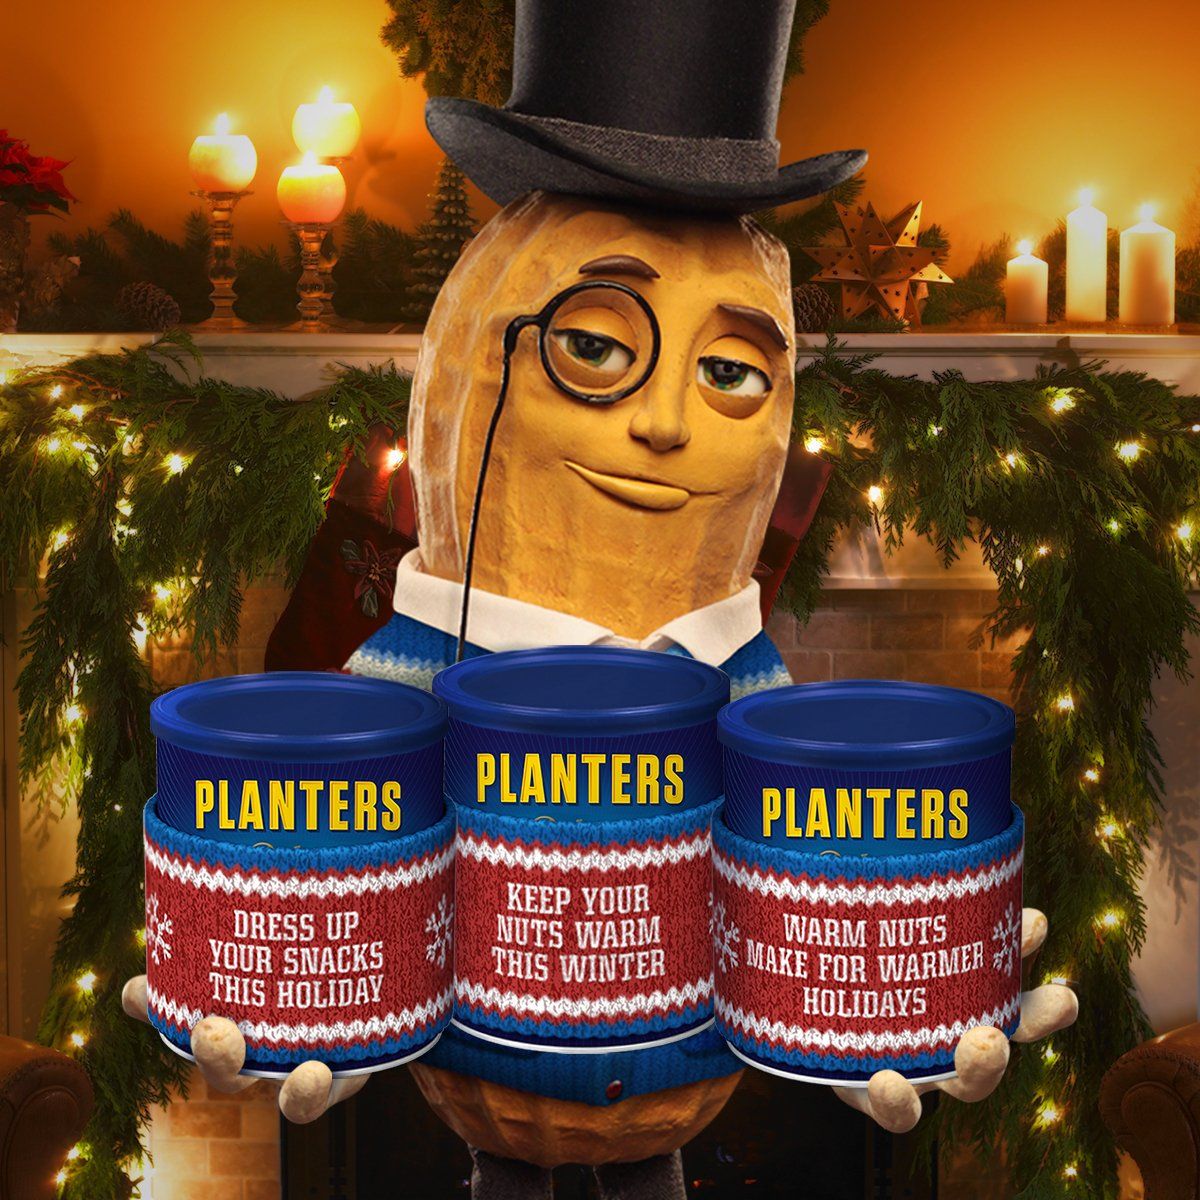 PLANTERS
DRESS UP
YOUR SNACKS
THIS HOLIDAY
PLANTERS
KEEP YOUR
NUTS WARM
THIS WINTER
PLANTERS
WARM NUTS
MAKE FOR WARMER
HOLIDAYS